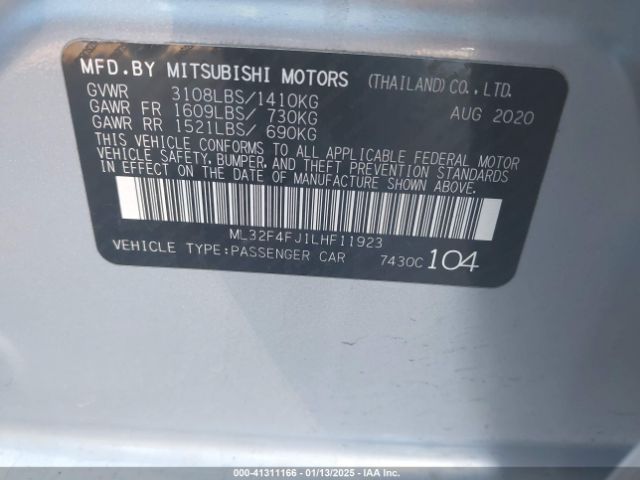 MFD.BY MITSUBISHI MOTORS (THAILAND)CO.,LTD.
GVWR 3108LBS/1410KG AUG 2020
GAWR FR 1609LBS/ 730KG
GAWR RR 1521LBS/ 690KG
THIS VEHICLE CONFORMS TO ALL APPLICABLE FEDERAL MOTOR
VEHICLE SAFETY, BUMPER, AND THEFT PREVENTION STANDARDS
IN EFFECT ON THE DATE OF MANUFACTURE SHOWN ABOVE.
ML32F4FJ1LHF11923
VEHICLE TYPE:PASSENGER CAR 7430C 104
000-41311166 - 01/13/2025 - IAA Inc.